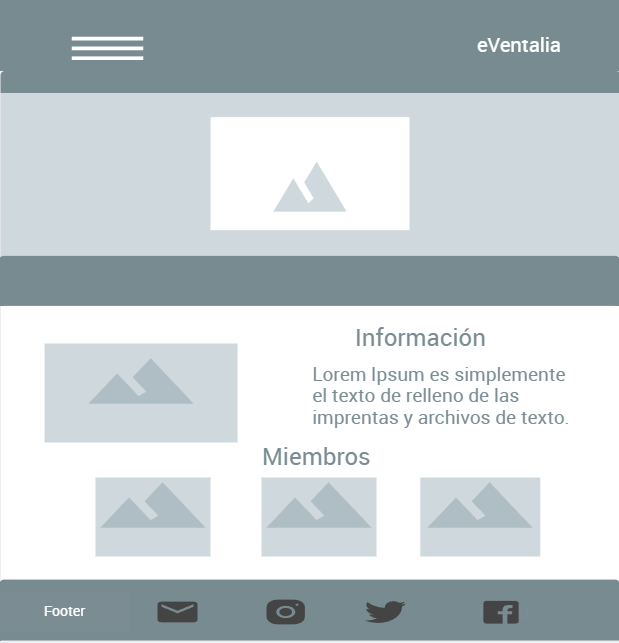 eVentalia
Información
Lorem Ipsum es simplemente
el texto de relleno de las
imprentas y archivos de texto.
Miembros
Footer